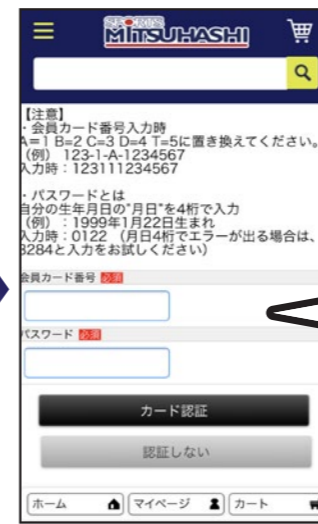 SPORTS
MITSUHASHI
【注意】
・会員カード番号入力時
A=1 B=2 C=3 D=4 T=5に置き換えてください。
（例） 123-1-A-1234567
入力時：123111234567
・パスワードとは
自分の生年月日の"月日"を4桁で入力
（例）：1999年1月22日生まれ
入力時：0122 （月日4桁でエラーが出る場合は、
8284と入力をお試しください）
会員カード番号 必須
パスワード 必須
カード認証
認証しない
ホーム マイページ カート